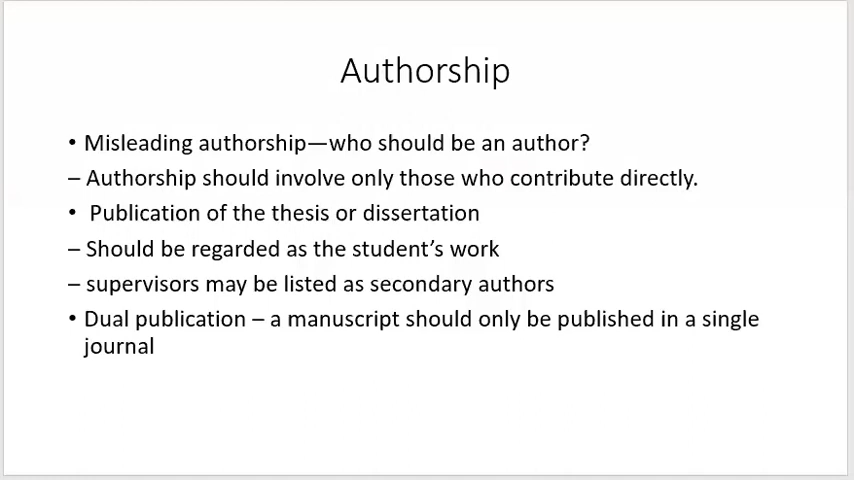 Authorship
• Misleading authorship—who should be an author?
– Authorship should involve only those who contribute directly.
• Publication of the thesis or dissertation
– Should be regarded as the student’s work
– supervisors may be listed as secondary authors
• Dual publication – a manuscript should only be published in a single
journal